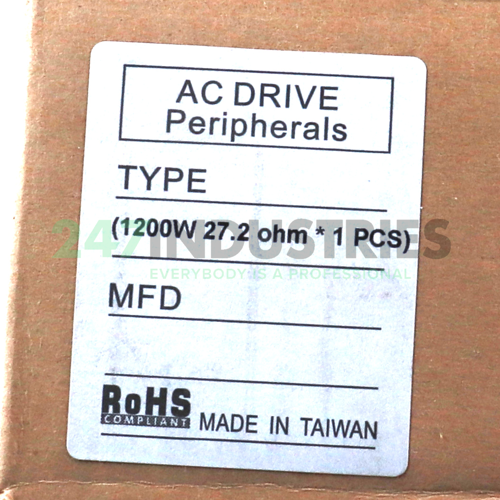 AC DRIVE
Peripherals
TYPE
(1200W 27.2 ohm * 1 PCS)
247INDUSTRIES
EVERYBODY IS A PROFESSIONAL
MFD
RoHS
COMPLIANT
MADE IN TAIWAN